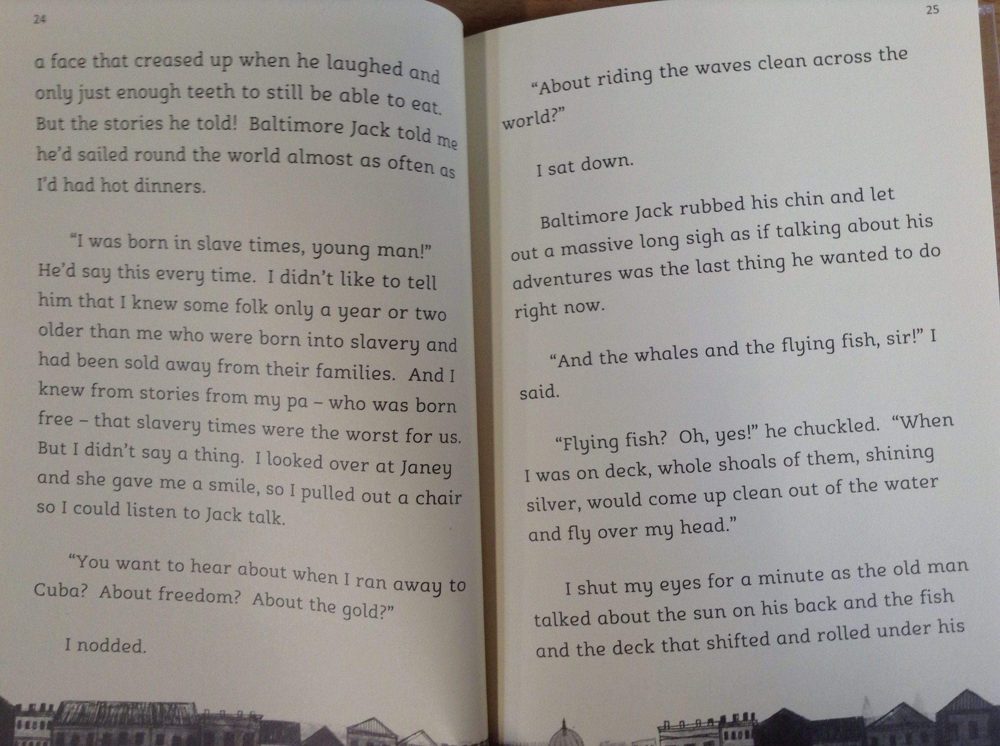 24
a face that creased up when he laughed and
only just enough teeth to still be able to eat.
But the stories he told! Baltimore Jack told me
he’d sailed round the world almost as often as
I’d had hot dinners.
“I was born in slave times, young man!”
He’d say this every time. I didn’t like to tell
him that I knew some folk only a year or two
older than me who were born into slavery and
had been sold away from their families. And I
knew from stories from my pa – who was born
free – that slavery times were the worst for us.
But I didn’t say a thing. I looked over at Janey
and she gave me a smile, so I pulled out a chair
so I could listen to Jack talk.
“You want to hear about when I ran away to
Cuba? About freedom? About the gold?”
I nodded.
25
“About riding the waves clean across the
world?”
I sat down.
Baltimore Jack rubbed his chin and let
out a massive long sigh as if talking about his
adventures was the last thing he wanted to do
right now.
“And the whales and the flying fish, sir!” I
said.
“Flying fish? Oh, yes!” he chuckled. “When
I was on deck, whole shoals of them, shining
silver, would come up clean out of the water
and fly over my head.”
I shut my eyes for a minute as the old man
talked about the sun on his back and the fish
and the deck that shifted and rolled under his